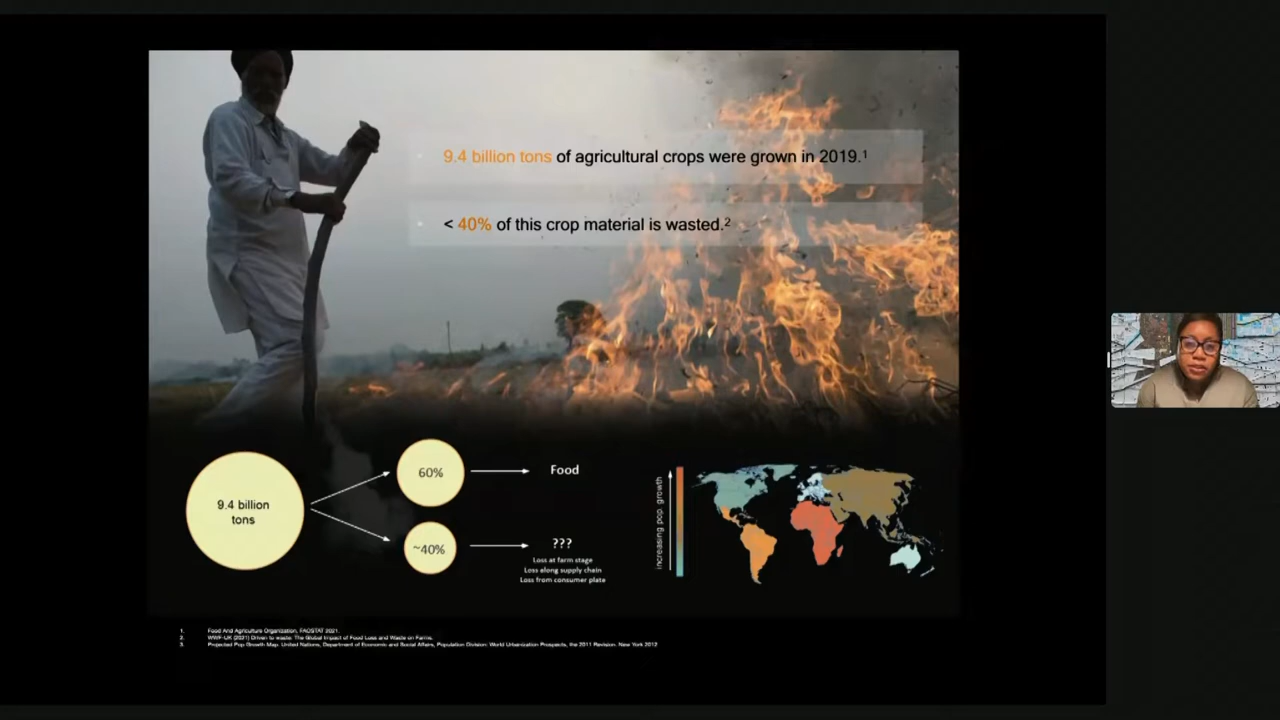 9.4 billion tons of agricultural crops were grown in 2019.¹
< 40% of this crop material is wasted.²
9.4 billion
tons
60%
Food
~40%
???
Loss at farm stage
Loss along supply chain
Loss from consumer plate
increasing pop. growth
1. Food And Agriculture Organization, FAOSTAT 2021.
2. WWF-UK (2021) Driven to waste: The Global Impact of Food Loss and Waste on Farms.
3. Projected Pop Growth Map: United Nations, Department of Economic and Social Affairs, Population Division: World Urbanization Prospects, the 2011 Revision. New York 2012